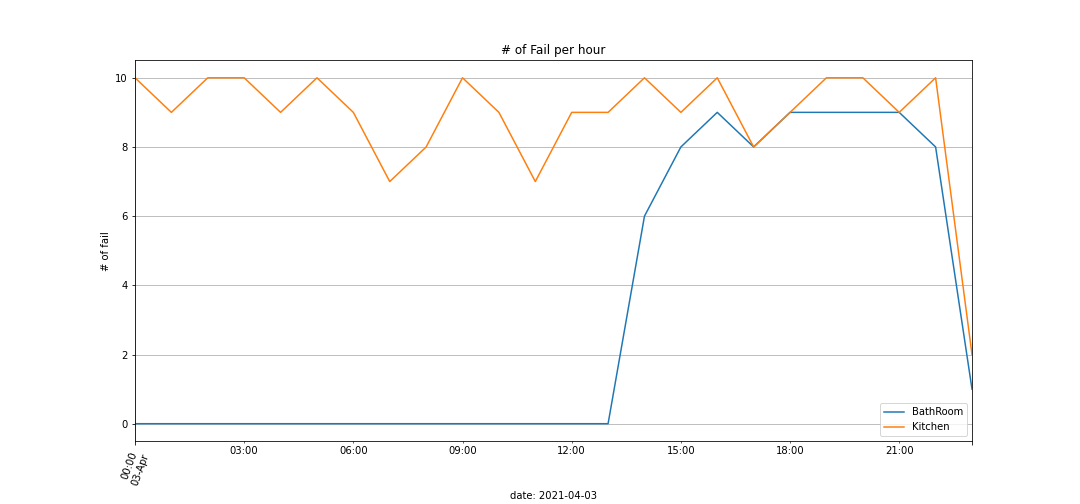 # of Fail per hour
# of fail
10
8
6
4
2
0
00:00
03-Apr
03:00
06:00
09:00
12:00
15:00
18:00
21:00
BathRoom
Kitchen
date: 2021-04-03